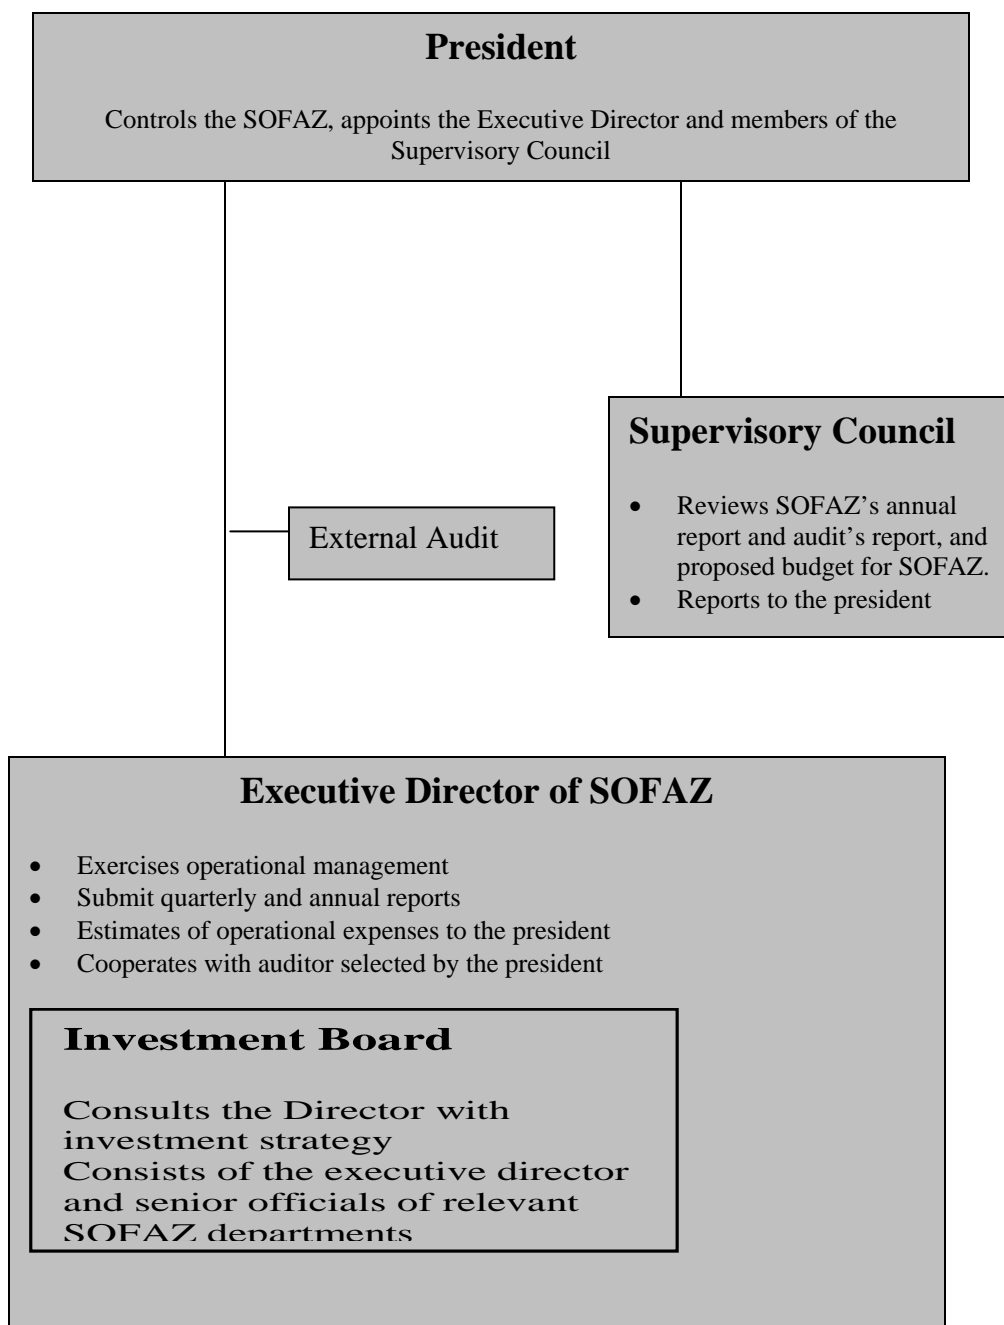 President
Controls the SOFAZ, appoints the Executive Director and members of the
Supervisory Council
Supervisory Council
• Reviews SOFAZ’s annual
report and audit’s report, and
proposed budget for SOFAZ.
• Reports to the president
External Audit
Executive Director of SOFAZ
• Exercises operational management
• Submit quarterly and annual reports
• Estimates of operational expenses to the president
• Cooperates with auditor selected by the president
Investment Board
Consults the Director with
investment strategy
Consists of the executive director
and senior officials of relevant
SOFAZ departments